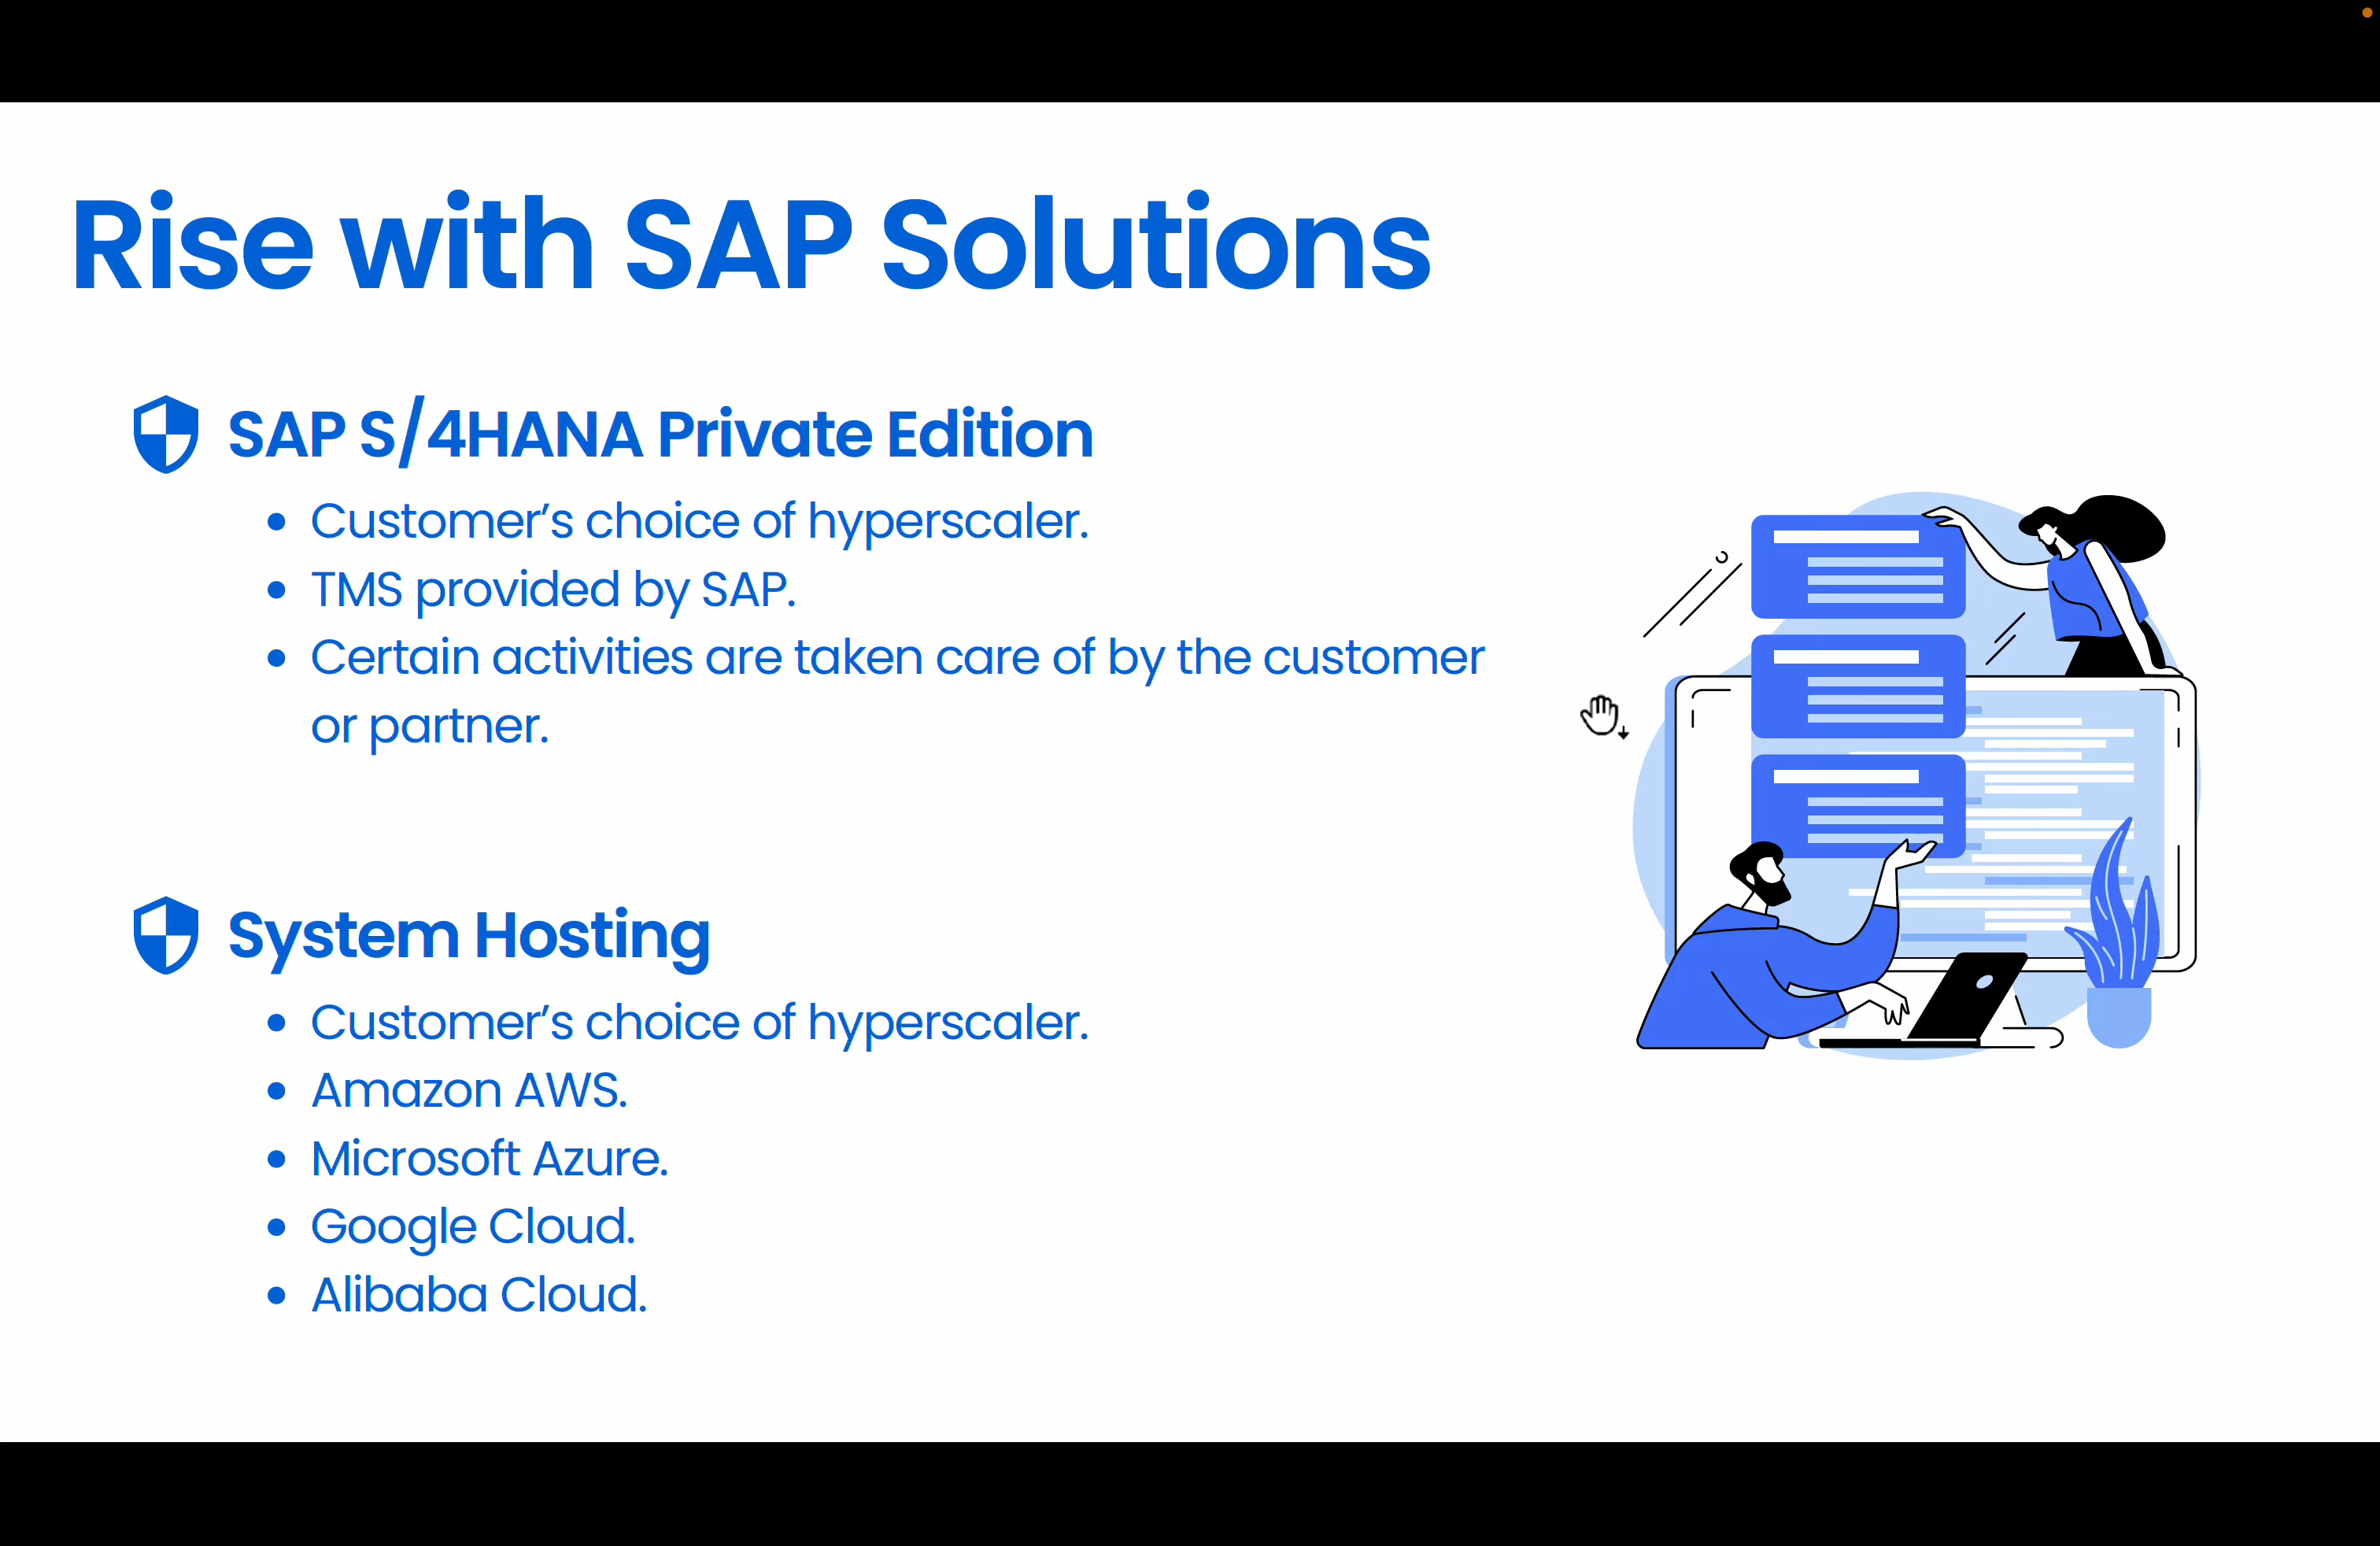 Rise with SAP Solutions
SAP S/4HANA Private Edition
Customer’s choice of hyperscaler.
TMS provided by SAP.
Certain activities are taken care of by the customer
or partner.
System Hosting
Customer’s choice of hyperscaler.
Amazon AWS.
Microsoft Azure.
Google Cloud.
Alibaba Cloud.